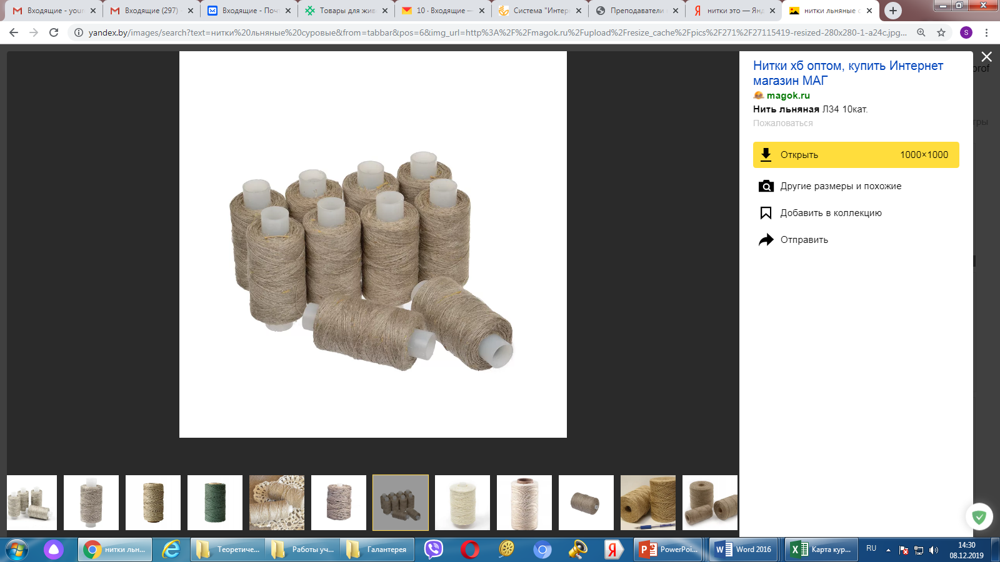 Входящие - your
Входящие (297)
Входящие - Поч
Товары для жив
10 · Входящие —
Система "Интер
Преподаватели
нитки это — Янд
нитки льняные с
yandex.by/images/search?text=нитки%20льняные%20суровые&from=tabbar&pos=6&img_url=http%3A%2F%2Fmagok.ru%2Fupload%2Fresize_cache%2Fpics%2F271%2F27115419-resized-280x280-1-a24c.jpg...
S
Нитки хб оптом, купить Интернет
магазин МАГ
prof
magok.ru
Нить льняная Л34 10кат.
Пожаловаться
тры
Открыть 1000×1000
Другие размеры и похожие
Добавить в коллекцию
Отправить
нитки льн...
Теоретиче...
Работы уч...
Галантерея
PowerPoi...
Word 2016
Карта кур...
RU
14:30
08.12.2019